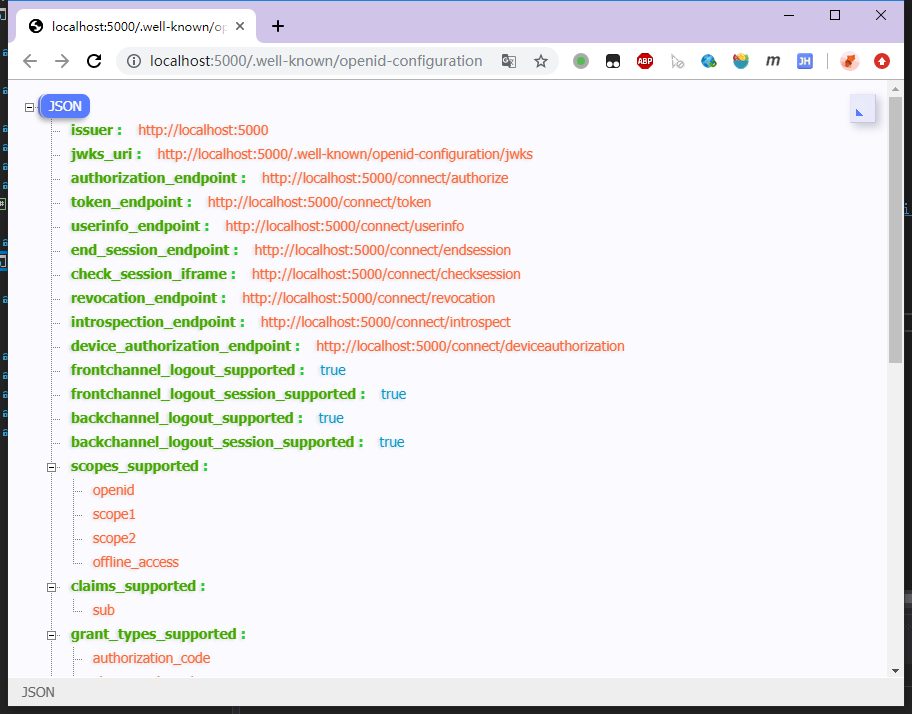 localhost:5000/.well-known/op
localhost:5000/.well-known/openid-configuration
ABP
m
JH
JSON
issuer : http://localhost:5000
jwks_uri : http://localhost:5000/.well-known/openid-configuration/jwks
authorization_endpoint : http://localhost:5000/connect/authorize
token_endpoint : http://localhost:5000/connect/token
userinfo_endpoint : http://localhost:5000/connect/userinfo
end_session_endpoint : http://localhost:5000/connect/endsession
check_session_iframe : http://localhost:5000/connect/checksession
revocation_endpoint : http://localhost:5000/connect/revocation
introspection_endpoint : http://localhost:5000/connect/introspect
device_authorization_endpoint : http://localhost:5000/connect/deviceauthorization
frontchannel_logout_supported : true
frontchannel_logout_session_supported : true
backchannel_logout_supported : true
backchannel_logout_session_supported : true
scopes_supported :
openid
scope1
scope2
offline_access
claims_supported :
sub
grant_types_supported :
authorization_code
JSON